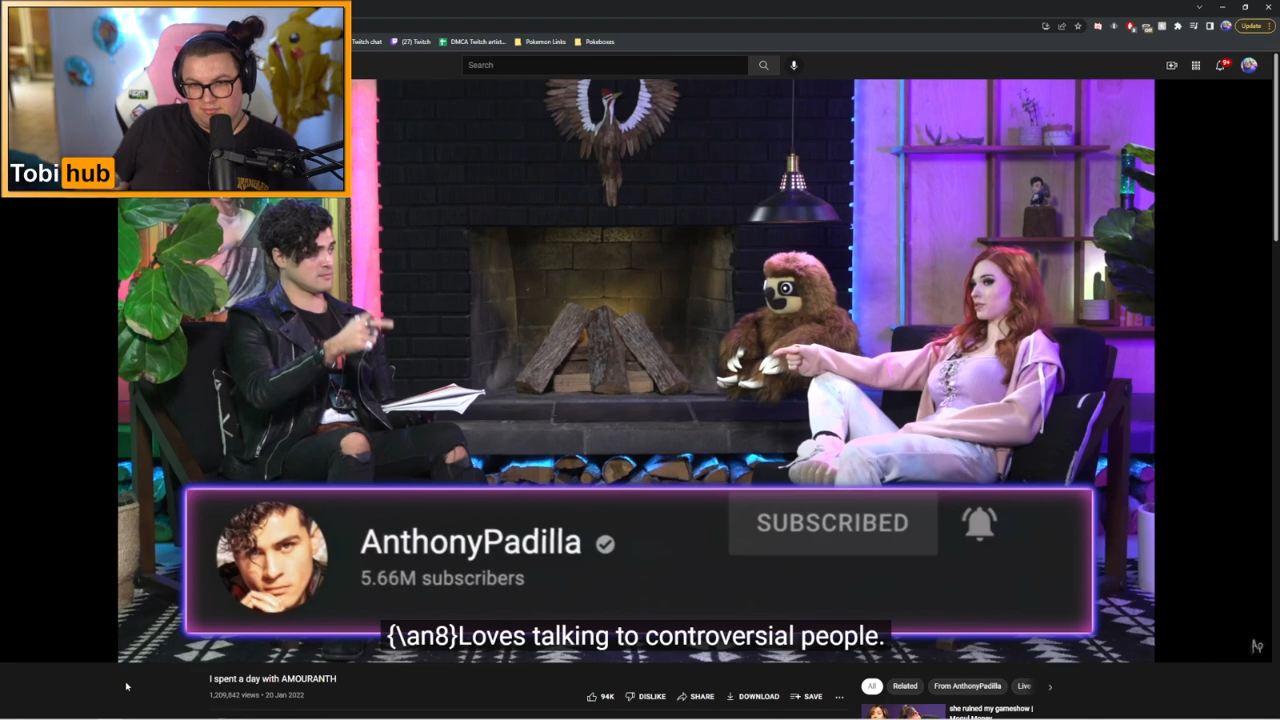 Update
Twitch chat
(27) Twitch
DMCA Twitch artist...
Pokemon Links
Pokeboxes
Search
9+
Tobi hub
SUBSCRIBED
AnthonyPadilla
5.66M subscribers
{\an8}Loves talking to controversial people.
I spent a day with AMOURANTH
1,209,842 views • 20 Jan 2022
94K
DISLIKE
SHARE
DOWNLOAD
SAVE
...
All
Related
From AnthonyPadilla
Live
she ruined my gameshow |